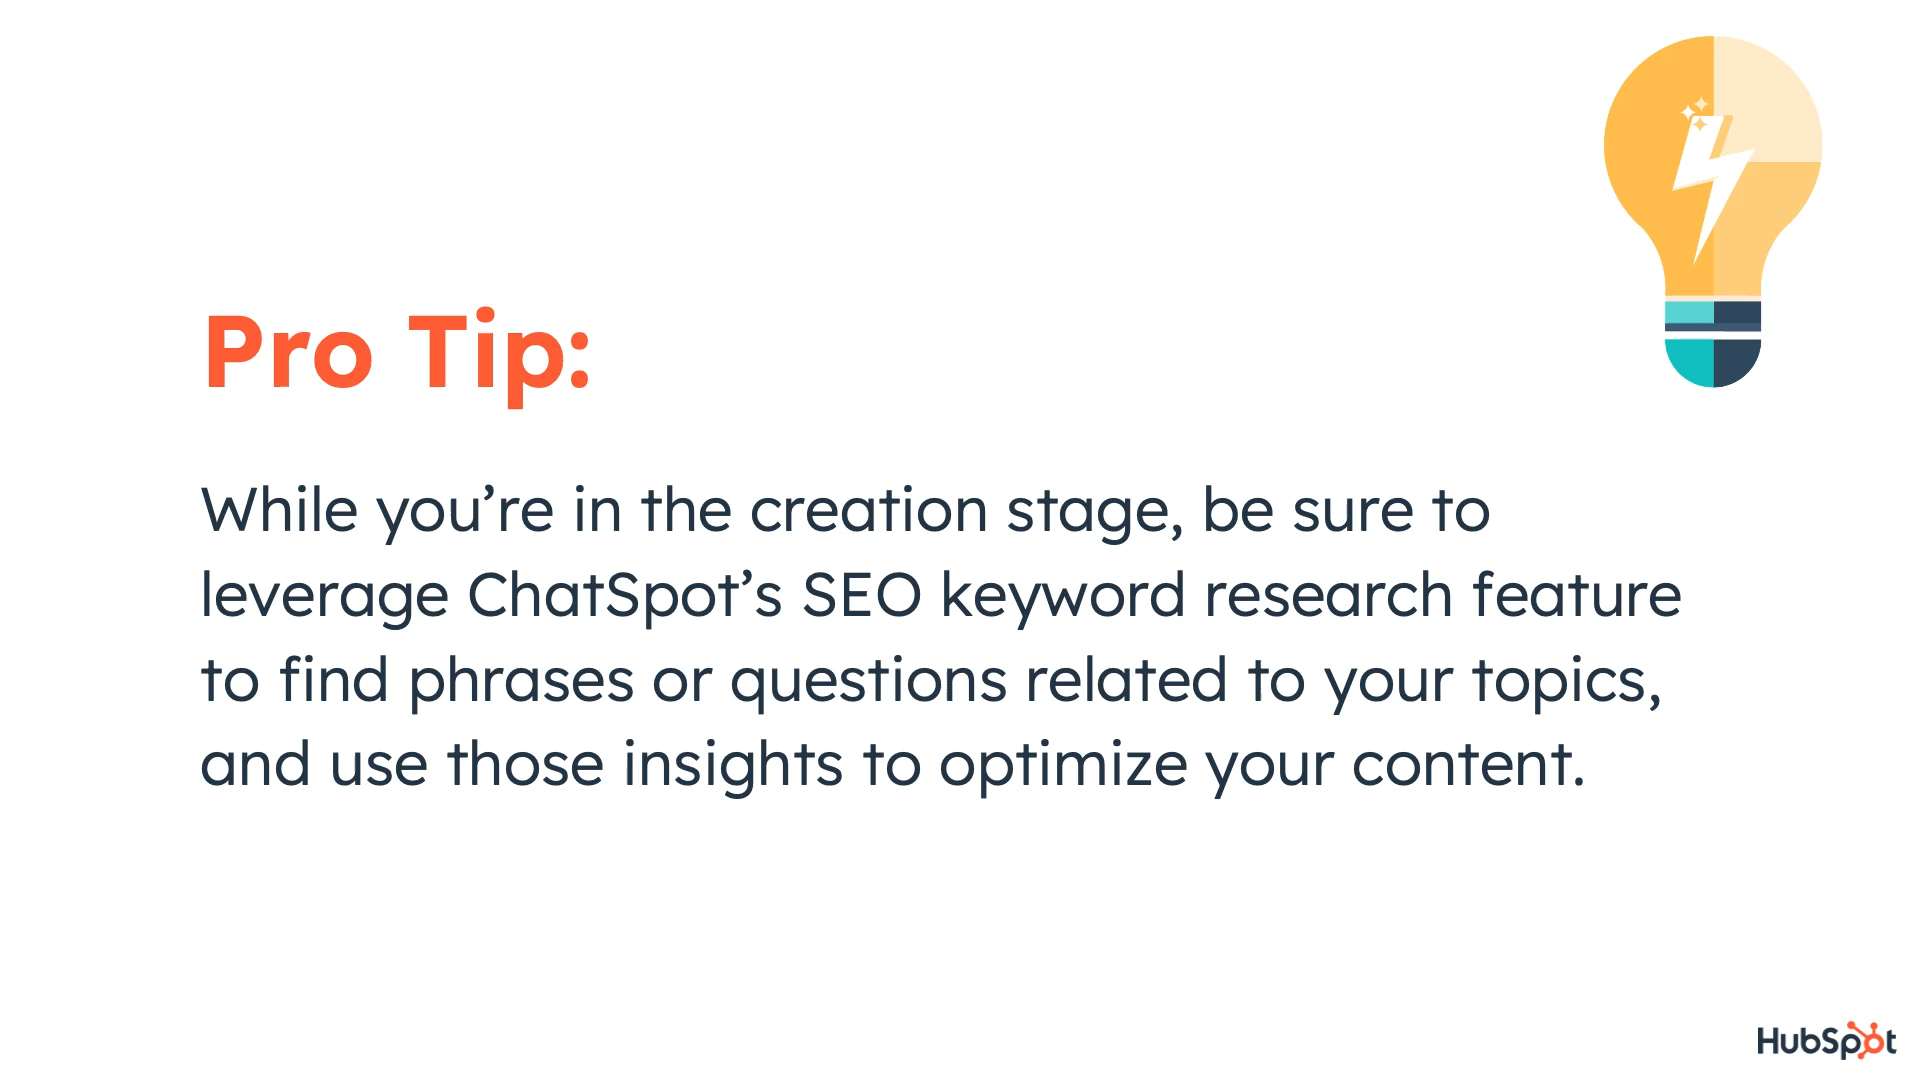 Pro Tip:
While you’re in the creation stage, be sure to
leverage ChatSpot’s SEO keyword research feature
to find phrases or questions related to your topics,
and use those insights to optimize your content.
HubSpot